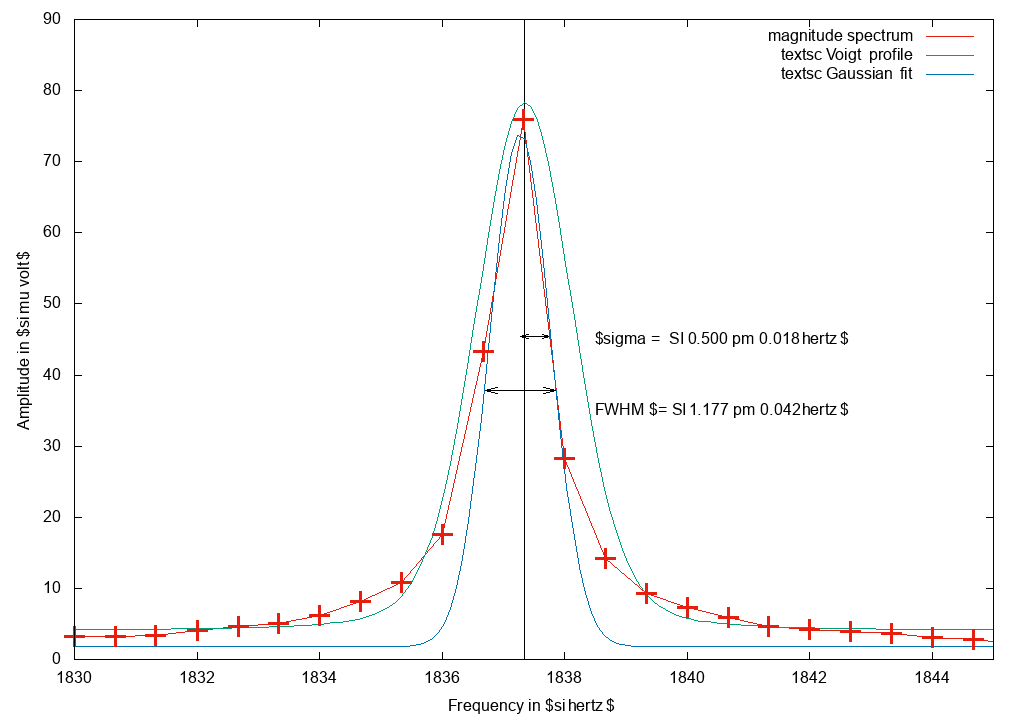 90
80
70
60
50
40
30
20
10
0
1830
1832
1834
1836
1838
1840
1842
1844
Amplitude in $si mu volt$
Frequency in $si hertz $
magnitude spectrum
textsc Voigt profile
textsc Gaussian fit
$sigma = SI 0.500 pm 0.018 hertz $
FWHM $= SI 1.177 pm 0.042 hertz $